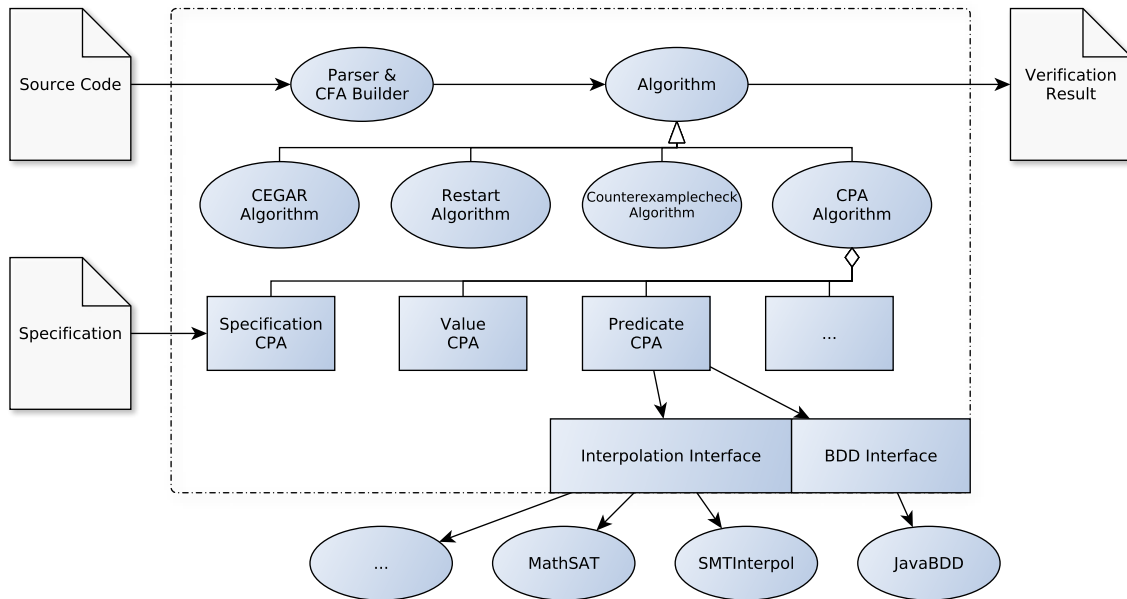 Source Code
Parser &
CFA Builder
Algorithm
Verification
Result
CEGAR
Algorithm
Restart
Algorithm
Counterexamplecheck
Algorithm
CPA
Algorithm
Specification
Specification
CPA
Value
CPA
Predicate
CPA
...
Interpolation Interface
BDD Interface
...
MathSAT
SMTInterpol
JavaBDD